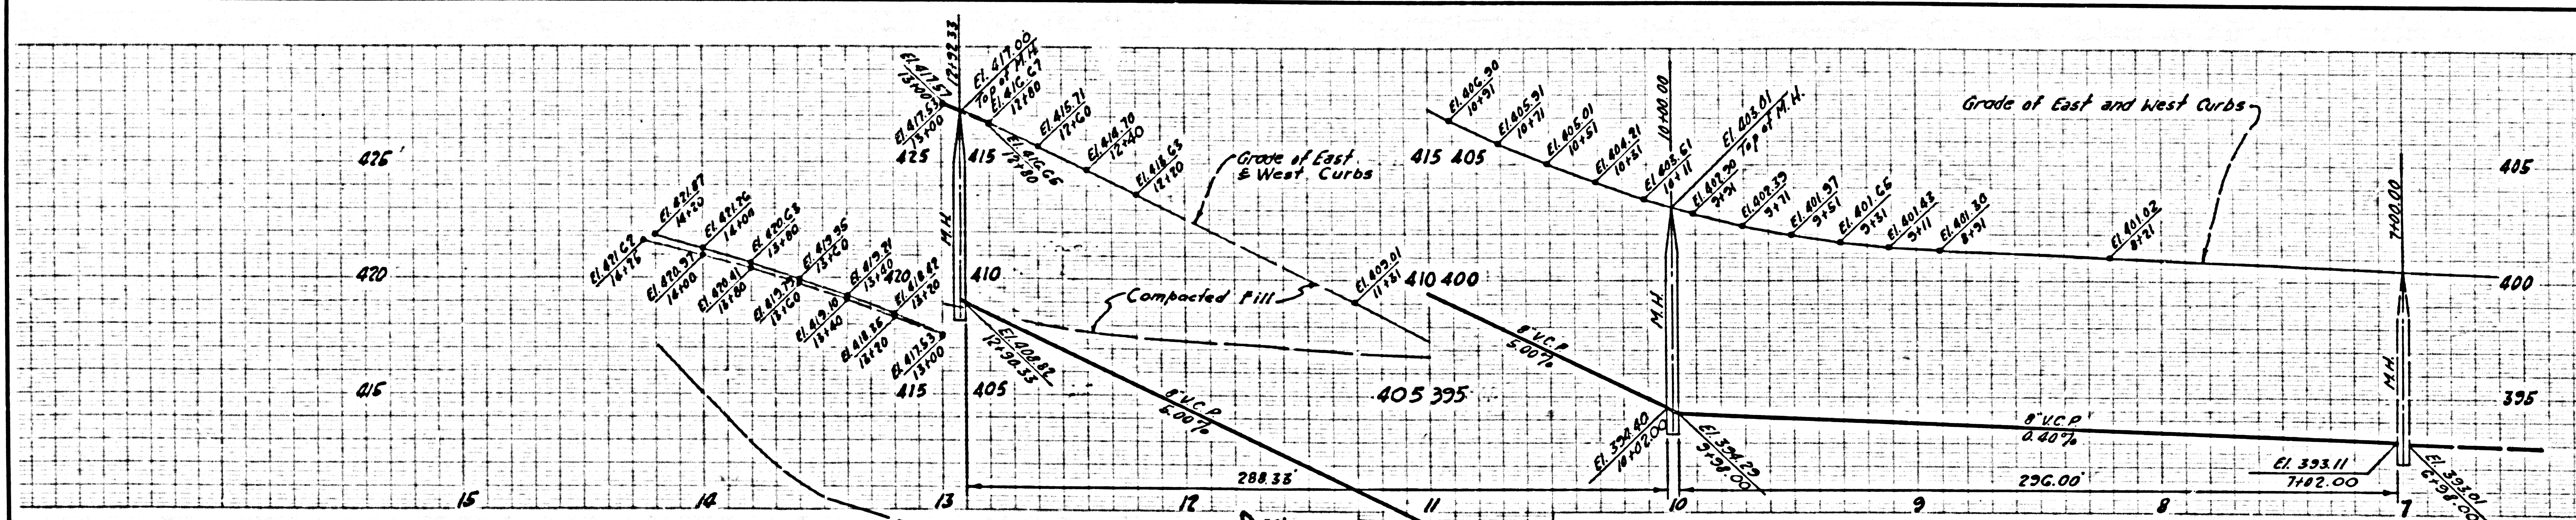 12+92.33
El. 417.57
13+00
El. 417.53
13+00
El. 417.00
Top of M.H.
El. 416.67
12+80
El. 416.65
12+80
El. 415.71
12+60
El. 414.70
12+40
El. 413.63
12+20
Grade of East
& West Curbs
El. 409.01
11+31
Compacted Fill
El. 406.90
10+91
El. 405.91
10+71
El. 405.01
10+51
El. 404.21
10+31
El. 403.51
10+11
10+00.00
El. 403.01
Top of M.H.
El. 402.90
9+91
El. 402.39
9+71
El. 401.97
9+51
El. 401.65
9+31
El. 401.43
9+11
El. 401.30
8+91
El. 401.02
8+21
Grade of East and West Curbs
7+00.00
425
425
415
415
405
405
El. 421.87
14+20
El. 421.26
14+00
El. 420.63
13+80
El. 419.95
13+60
El. 419.21
13+40
El. 418.42
13+20
El. 421.62
14+25
El. 420.97
14+00
El. 420.41
13+80
El. 419.79
13+60
El. 419.10
13+40
El. 418.35
13+20
El. 417.53
13+00
420
420
410
410
400
400
M.H.
M.H.
M.H.
El. 408.82
12+90.33
8" V.C.P.
5.00%
8" V.C.P.
5.00%
8" V.C.P.
0.40%
415
415
405
405
395
395
El. 394.40
10+02.00
El. 394.29
9+98.00
El. 393.11
7+02.00
El. 393.01
6+98.00
288.33'
296.00'
15
14
13
12
11
10
9
8
7